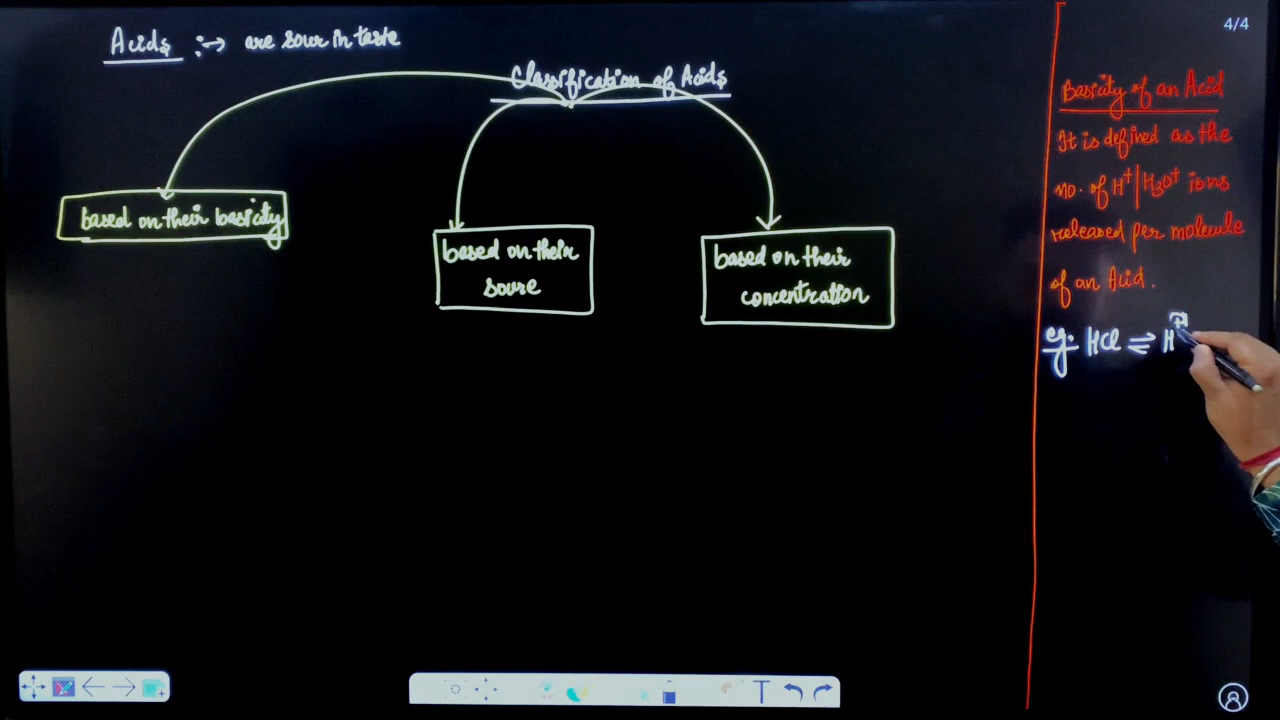 4/4
Acids :→ are sour in taste
Classification of Acids
based on their basicity
based on their
soure
based on their
concentration
Basicity of an Acid
It is defined as the
no. of H⁺|H₃O⁺ ions
released per molecule
of an Acid.
eg: HCl ⇌ H⁺
T